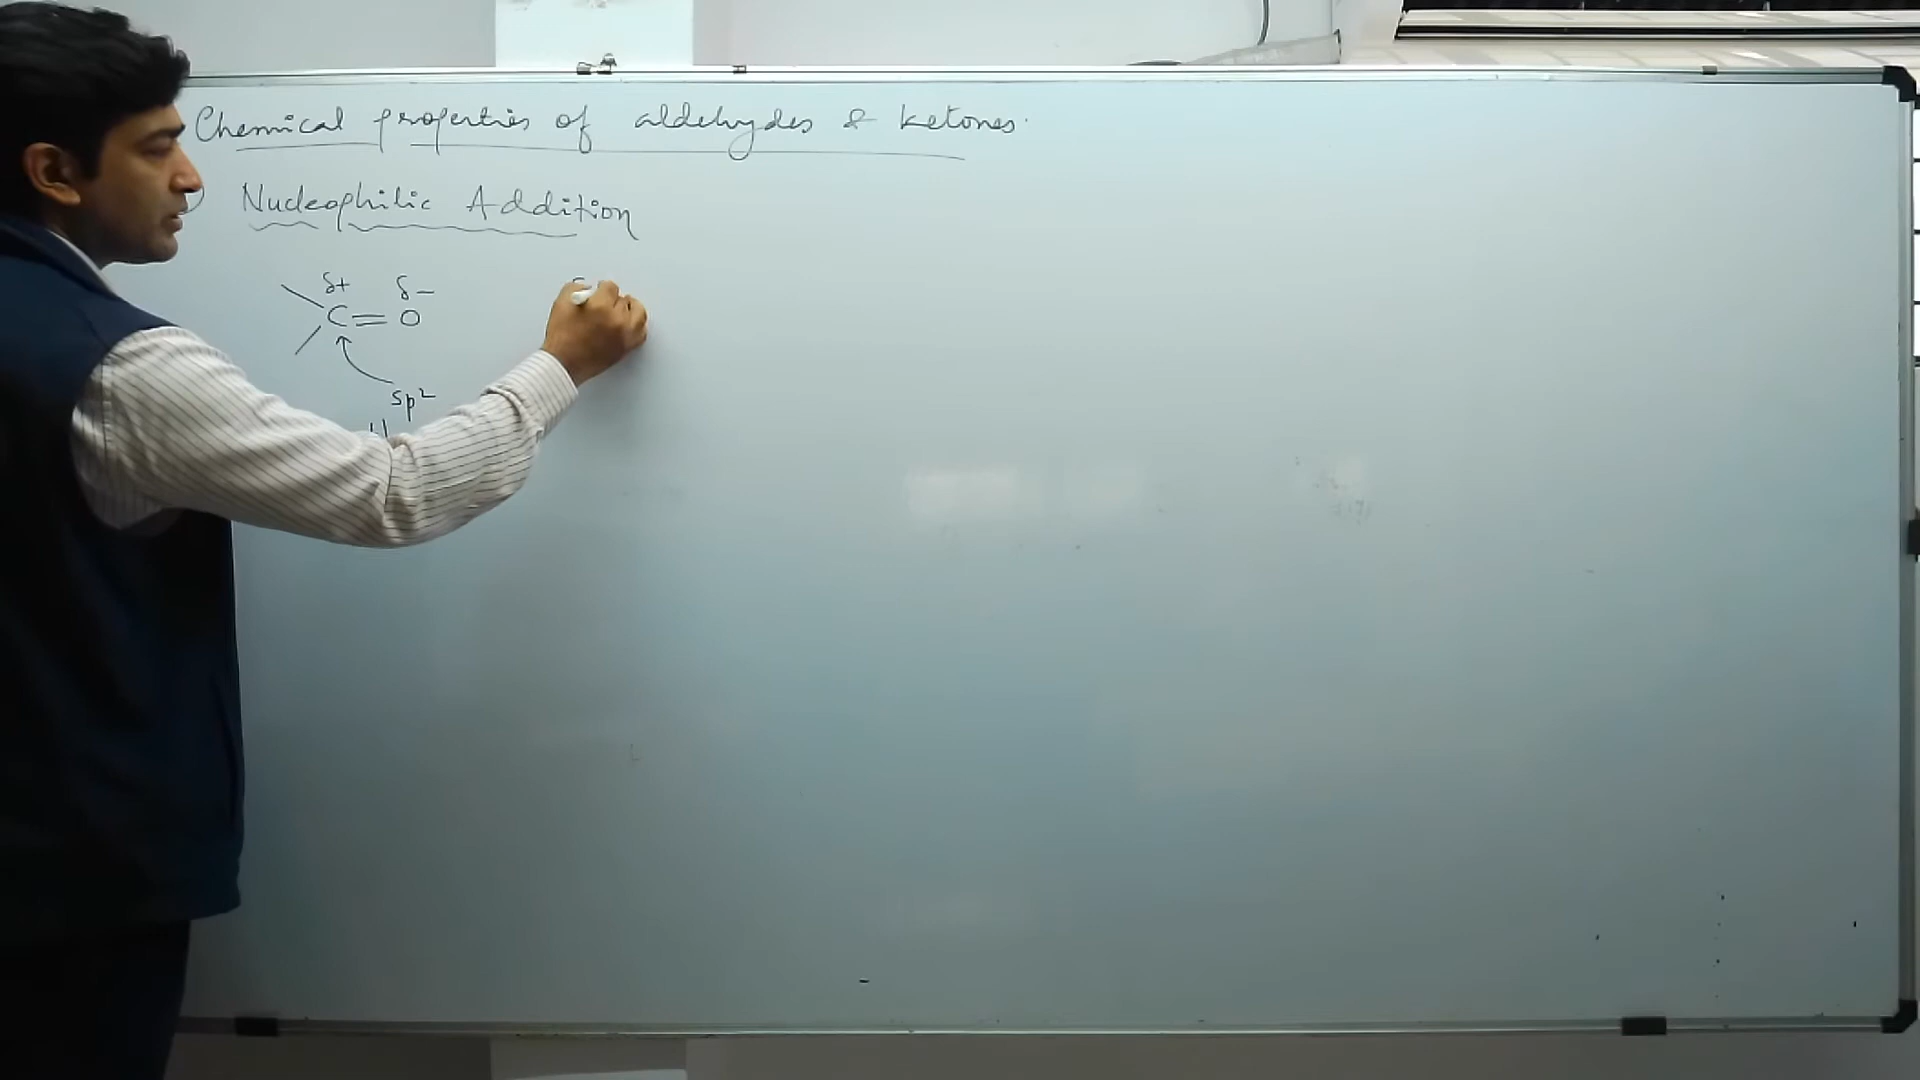 Chemical properties of aldehydes & ketones.
Nucleophilic Addition
δ+ δ-
C=O
sp²